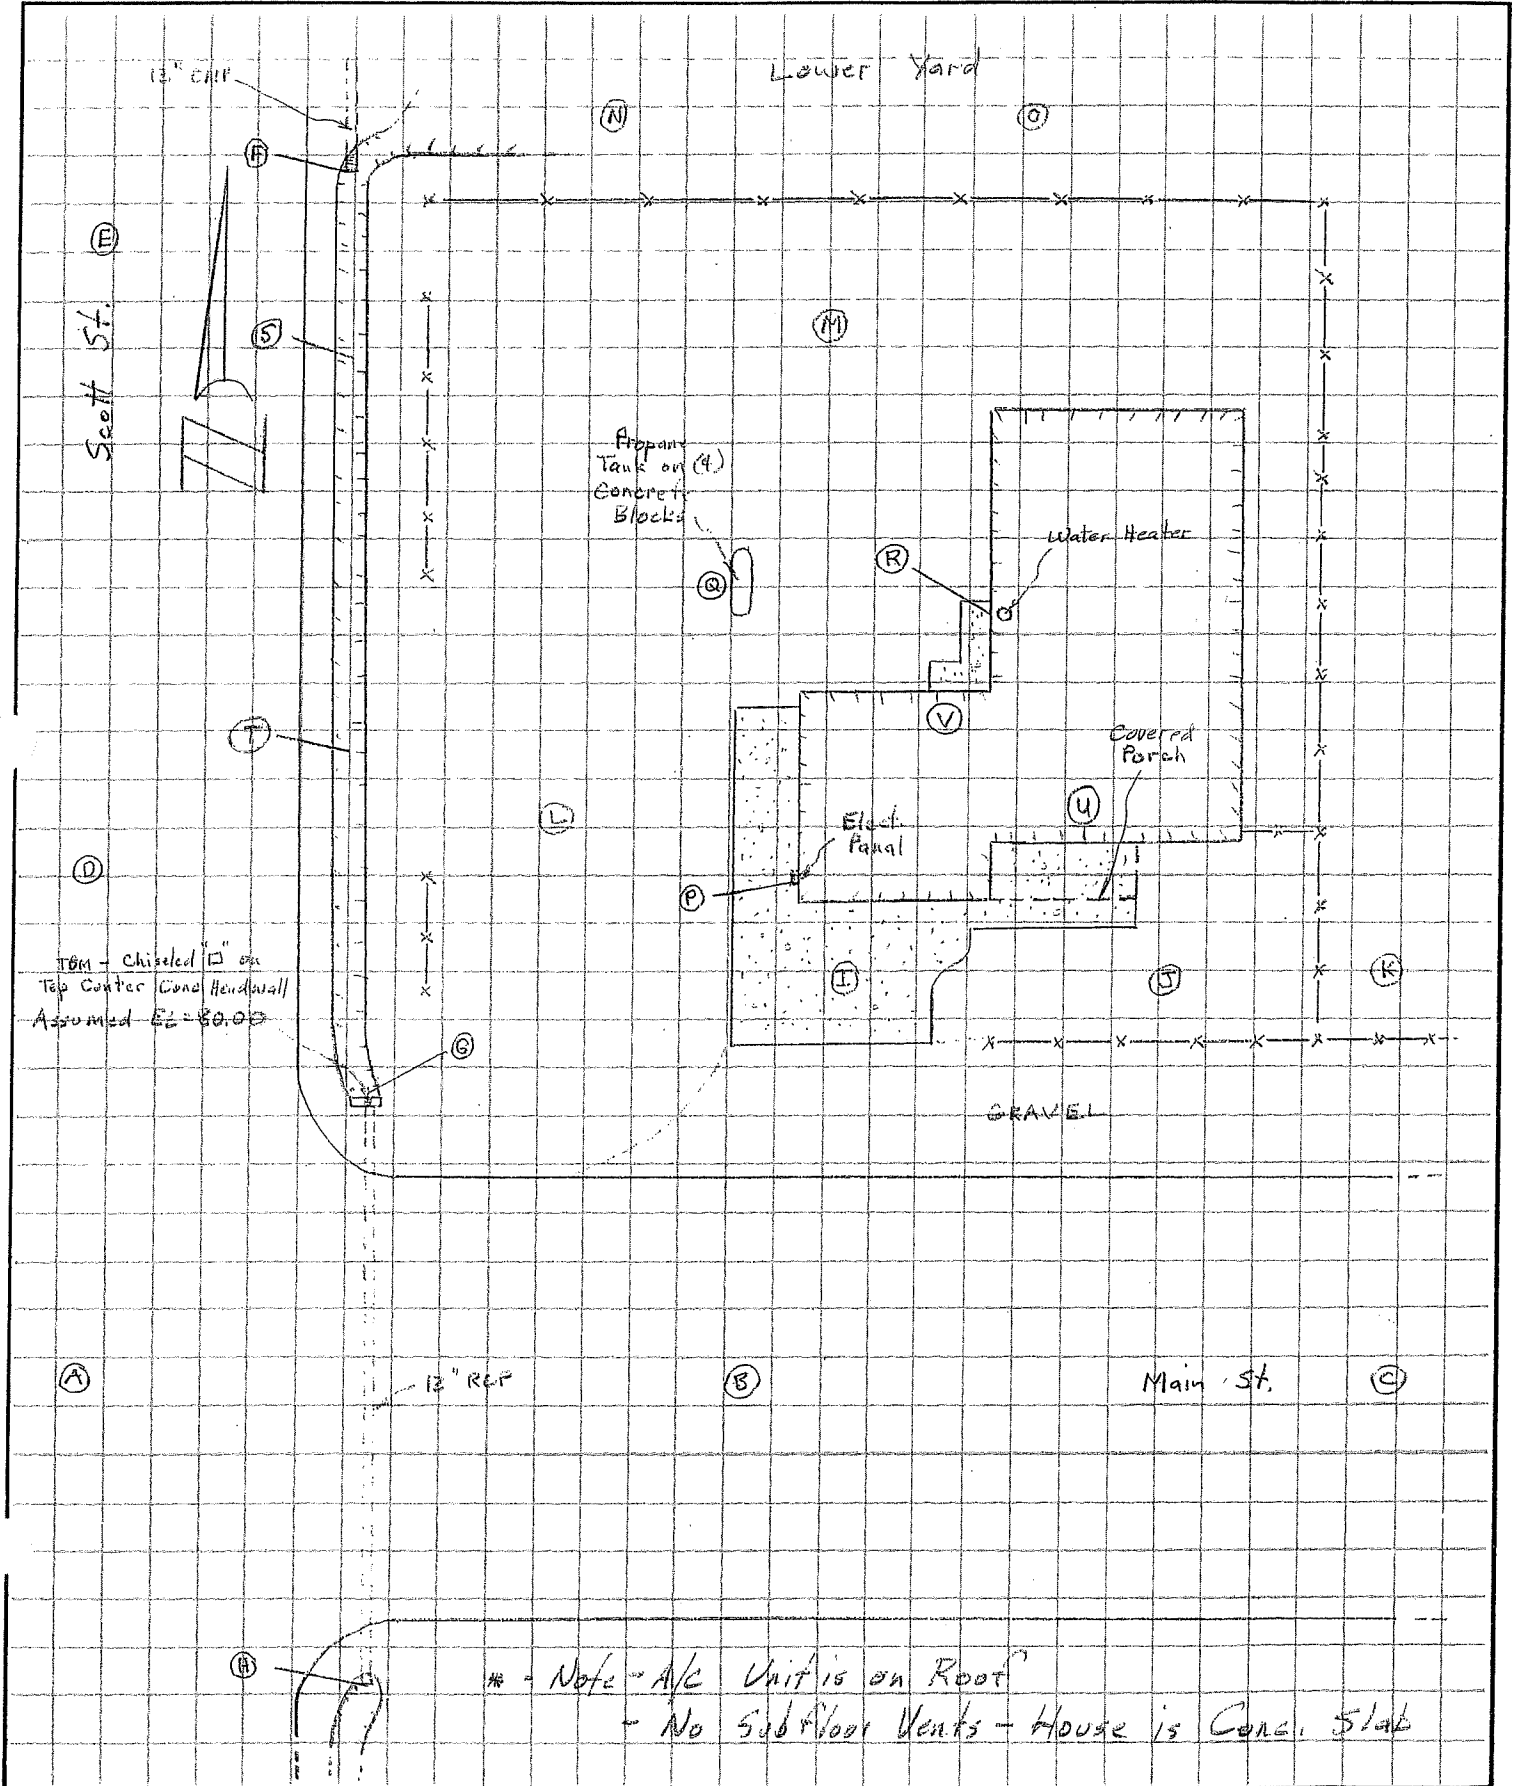 Lower Yard
12" CMP
N
O
F
E
Scott St.
S
M
N
Propane
Tank on (4)
Concrete
Blocks
Q
R
Water Heater
V
Covered
Porch
T
L
U
Elect.
Panel
D
P
TBM - Chiseled "□" on
Top Center Conc Headwall
Assumed EL = 80.00
I
J
K
G
GRAVEL
A
12" RCP
B
Main St.
C
H
* - Note - A/C Unit is on Roof
- No Subfloor Vents - House is Conc. Slab